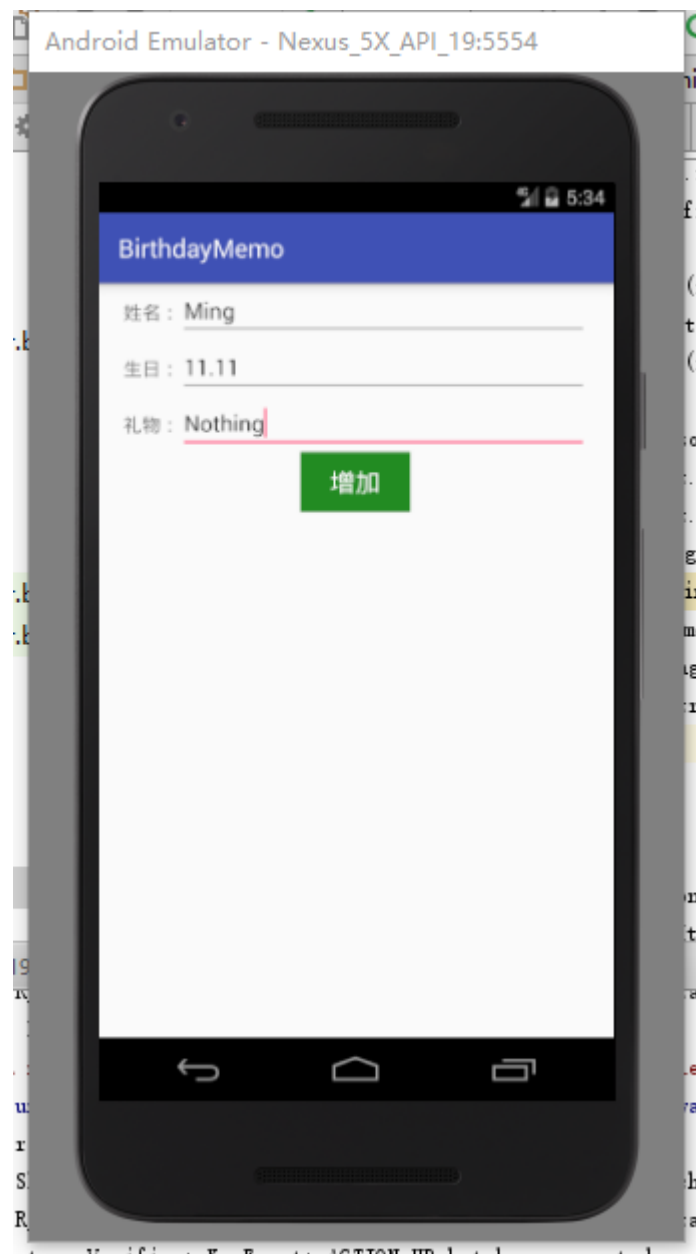 Android Emulator - Nexus_5X_API_19:5554
5:34
BirthdayMemo
姓名： Ming
生日： 11.11
礼物： Nothing
增加